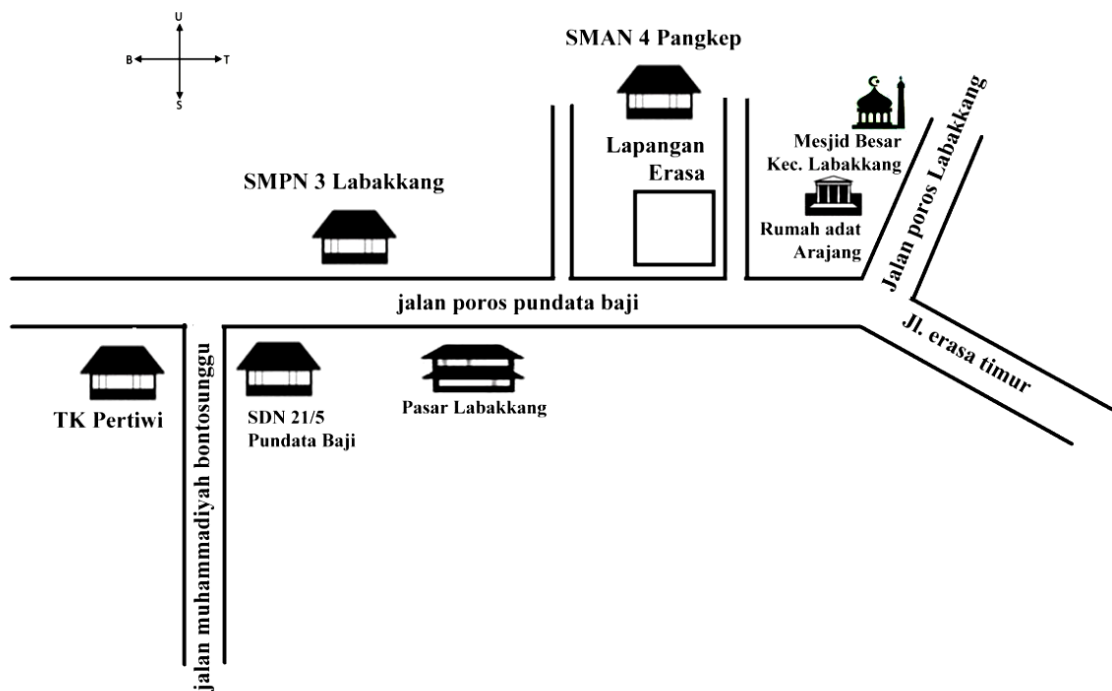 U
B
T
S
SMAN 4 Pangkep
Lapangan
Erasa
Mesjid Besar
Kec. Labakkang
Rumah adat
Arajang
Jalan poros Labakkang
SMPN 3 Labakkang
jalan poros pundata baji
Jl. erasa timur
TK Pertiwi
jalan muhammadiyah bontosunggu
SDN 21/5
Pundata Baji
Pasar Labakkang